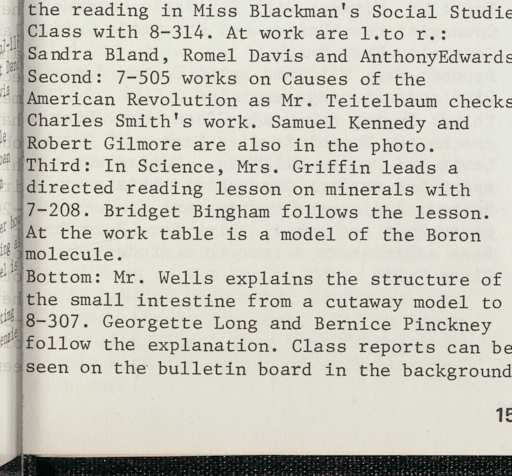 the reading in Miss Blackman's Social Studie
Class with 8-314. At work are l.to r.:
Sandra Bland, Romel Davis and AnthonyEdwards
Second: 7-505 works on Causes of the
American Revolution as Mr. Teitelbaum checks
Charles Smith's work. Samuel Kennedy and
Robert Gilmore are also in the photo.
Third: In Science, Mrs. Griffin leads a
directed reading lesson on minerals with
7-208. Bridget Bingham follows the lesson.
At the work table is a model of the Boron
molecule.
Bottom: Mr. Wells explains the structure of
the small intestine from a cutaway model to
8-307. Georgette Long and Bernice Pinckney
follow the explanation. Class reports can be
seen on the bulletin board in the background
15